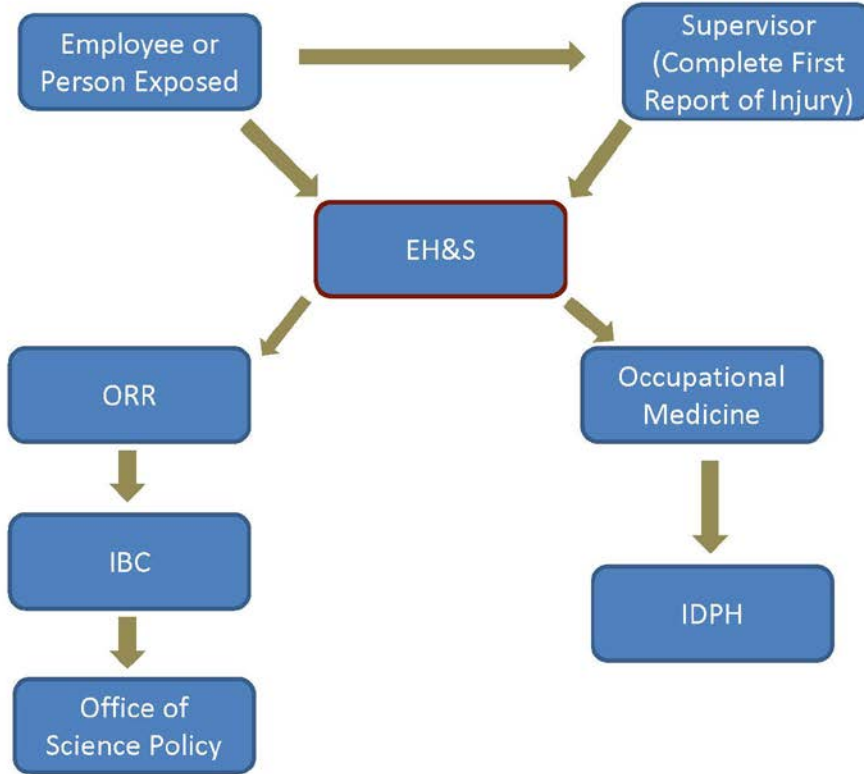 Employee or
Person Exposed
Supervisor
(Complete First
Report of Injury)
EH&S
ORR
Occupational
Medicine
IBC
IDPH
Office of
Science Policy